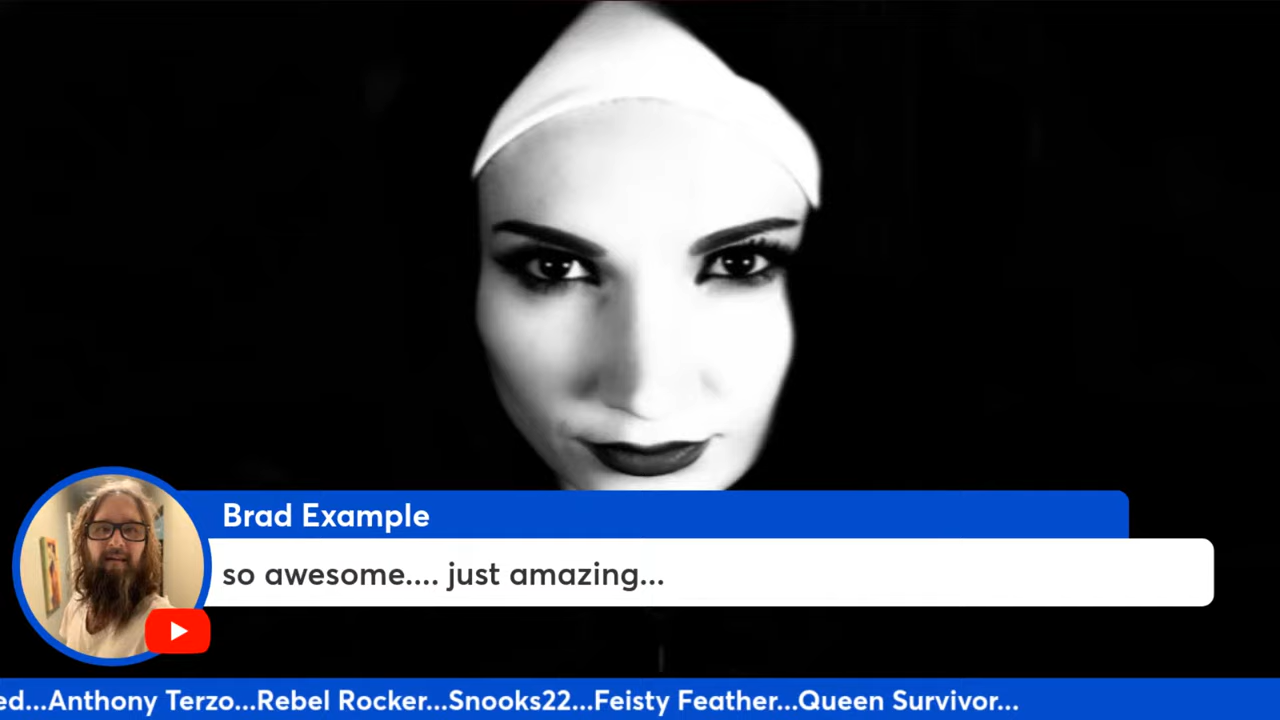 Brad Example
so awesome.... just amazing...
ed...Anthony Terzo...Rebel Rocker...Snooks22...Feisty Feather...Queen Survivor...